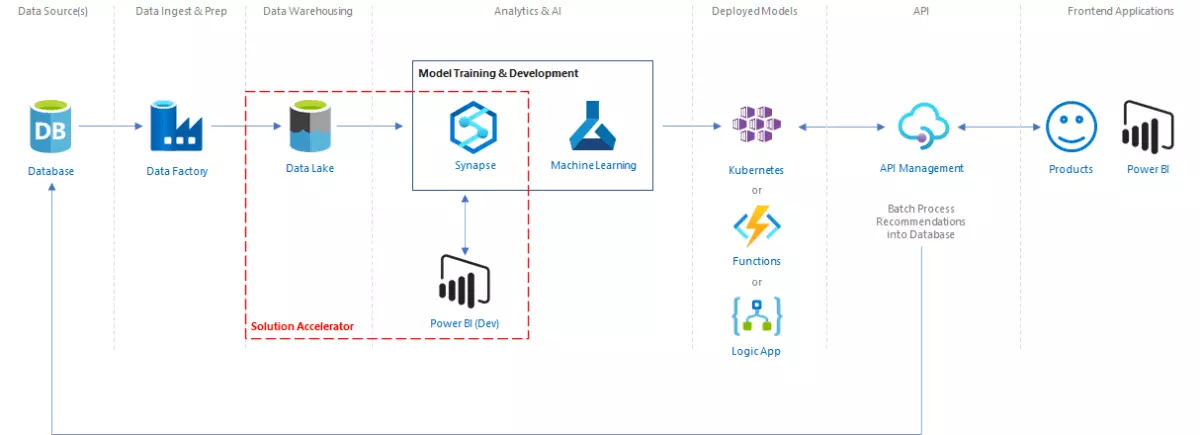 Data Source(s)
Data Ingest & Prep
Data Warehousing
Analytics & AI
Deployed Models
API
Frontend Applications
Model Training & Development
DB
Database
Data Factory
Data Lake
Synapse
Machine Learning
Kubernetes
API Management
Products
Power BI
or
Batch Process
Recommendations
into Database
Functions
or
Power BI (Dev)
Solution Accelerator
Logic App